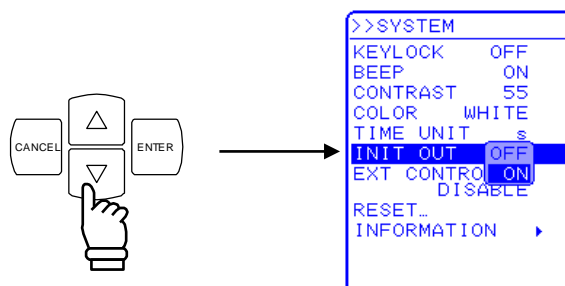 CANCEL
ENTER
>>SYSTEM
KEYLOCK OFF
BEEP ON
CONTRAST 55
COLOR WHITE
TIME UNIT s
INIT OUT OFF
EXT CONTRO ON
DISABLE
RESET…
INFORMATION